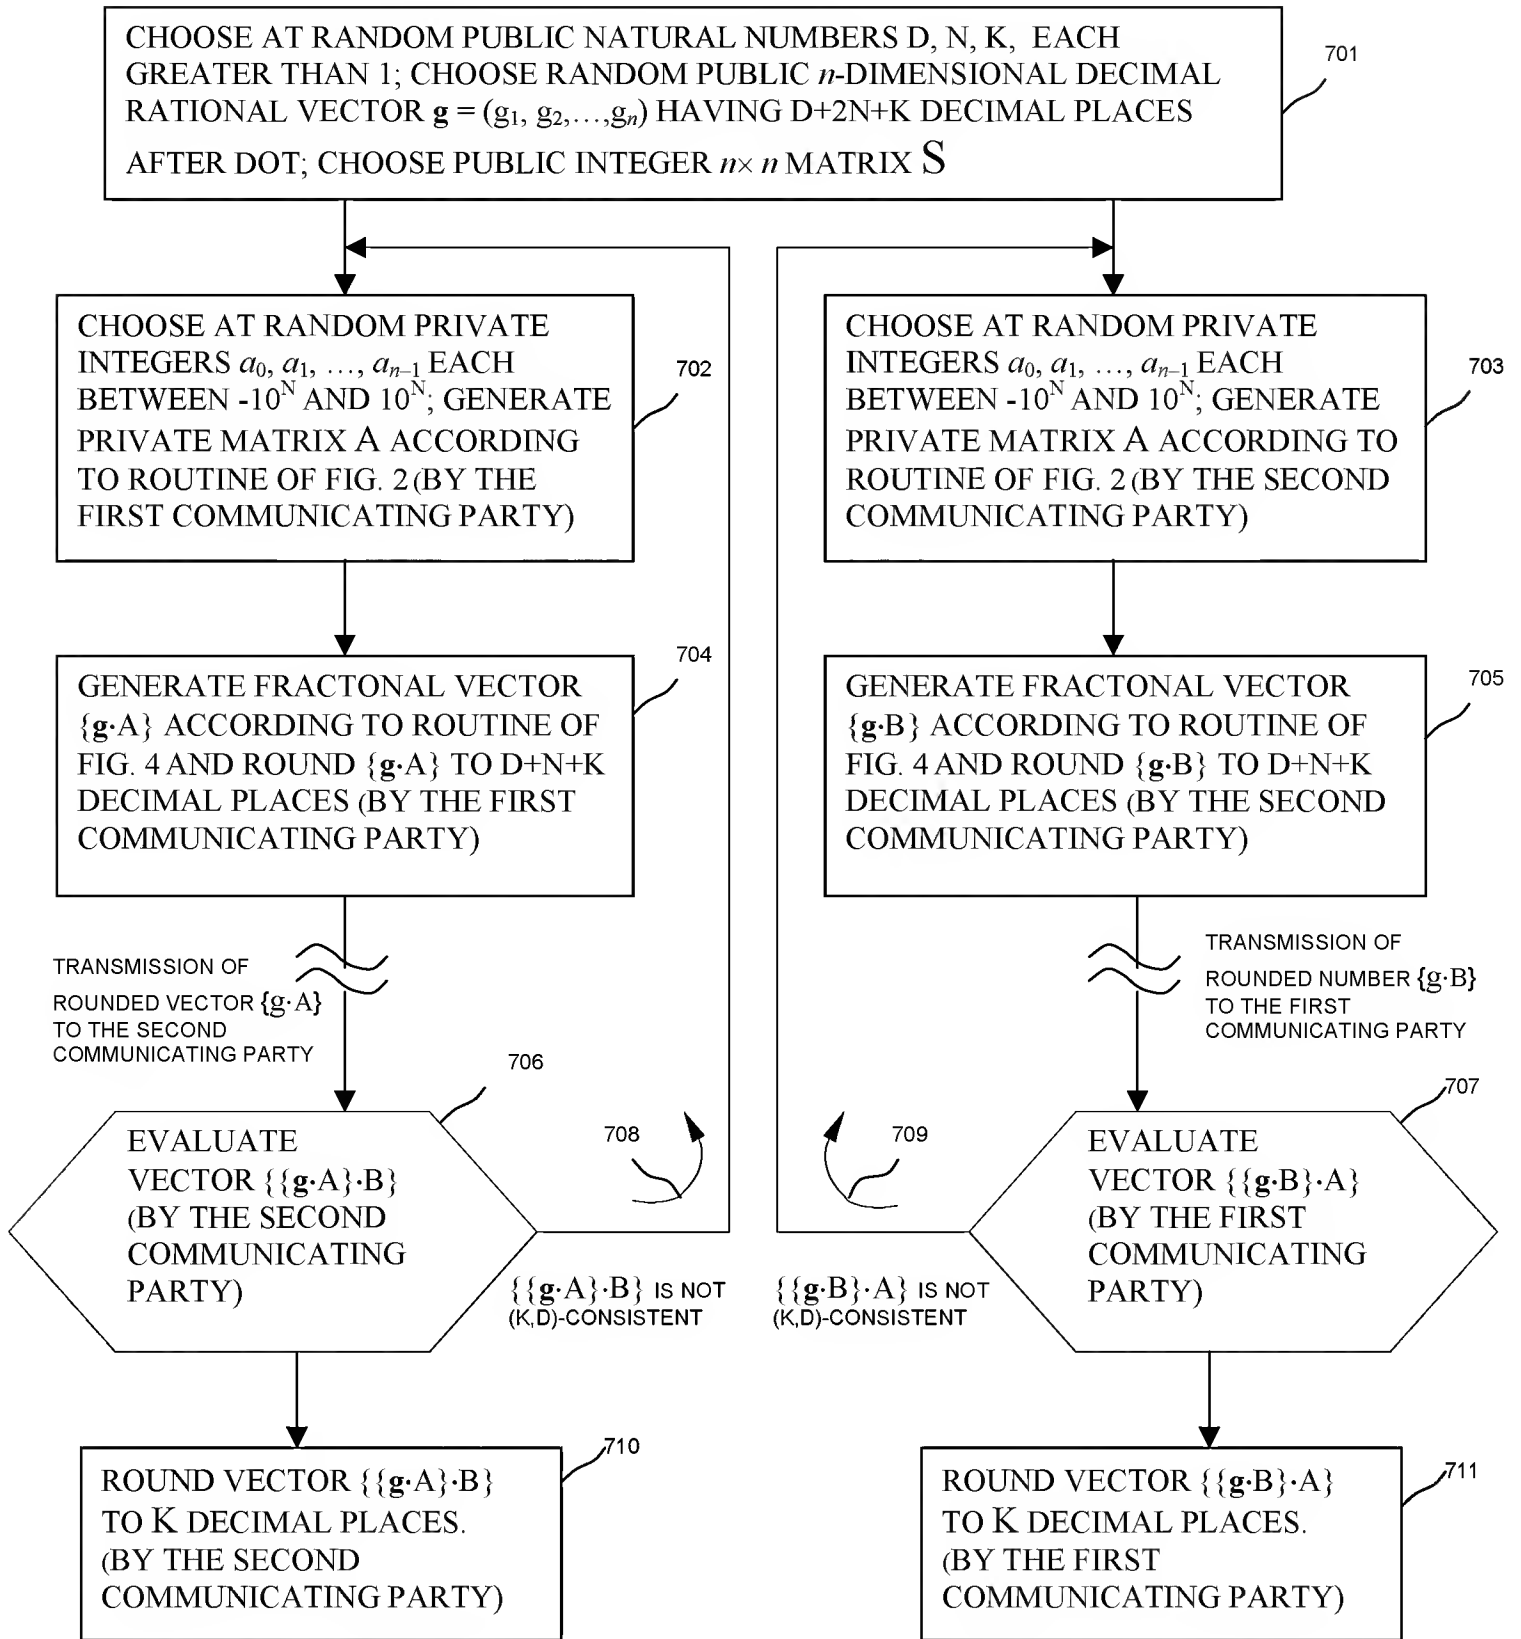 CHOOSE AT RANDOM PUBLIC NATURAL NUMBERS D, N, K, EACH
GREATER THAN 1; CHOOSE RANDOM PUBLIC n-DIMENSIONAL DECIMAL
RATIONAL VECTOR g = (g₁, g₂,…,gₙ) HAVING D+2N+K DECIMAL PLACES
AFTER DOT; CHOOSE PUBLIC INTEGER n× n MATRIX S
701
CHOOSE AT RANDOM PRIVATE
INTEGERS a₀, a₁, …, aₙ₋₁ EACH
BETWEEN -10ᴺ AND 10ᴺ; GENERATE
PRIVATE MATRIX A ACCORDING
TO ROUTINE OF FIG. 2 (BY THE
FIRST COMMUNICATING PARTY)
702
CHOOSE AT RANDOM PRIVATE
INTEGERS a₀, a₁, …, aₙ₋₁ EACH
BETWEEN -10ᴺ AND 10ᴺ; GENERATE
PRIVATE MATRIX A ACCORDING TO
ROUTINE OF FIG. 2 (BY THE SECOND
COMMUNICATING PARTY)
703
GENERATE FRACTONAL VECTOR
{g·A} ACCORDING TO ROUTINE OF
FIG. 4 AND ROUND {g·A} TO D+N+K
DECIMAL PLACES (BY THE FIRST
COMMUNICATING PARTY)
704
GENERATE FRACTONAL VECTOR
{g·B} ACCORDING TO ROUTINE OF
FIG. 4 AND ROUND {g·B} TO D+N+K
DECIMAL PLACES (BY THE SECOND
COMMUNICATING PARTY)
705
TRANSMISSION OF
ROUNDED VECTOR {g·A}
TO THE SECOND
COMMUNICATING PARTY
TRANSMISSION OF
ROUNDED NUMBER {g·B}
TO THE FIRST
COMMUNICATING PARTY
EVALUATE
VECTOR {{g·A}·B}
(BY THE SECOND
COMMUNICATING
PARTY)
706
708
709
EVALUATE
VECTOR {{g·B}·A}
(BY THE FIRST
COMMUNICATING
PARTY)
707
{{g·A}·B} IS NOT
(K,D)-CONSISTENT
{{g·B}·A} IS NOT
(K,D)-CONSISTENT
ROUND VECTOR {{g·A}·B}
TO K DECIMAL PLACES.
(BY THE SECOND
COMMUNICATING PARTY)
710
ROUND VECTOR {{g·B}·A}
TO K DECIMAL PLACES.
(BY THE FIRST
COMMUNICATING PARTY)
711